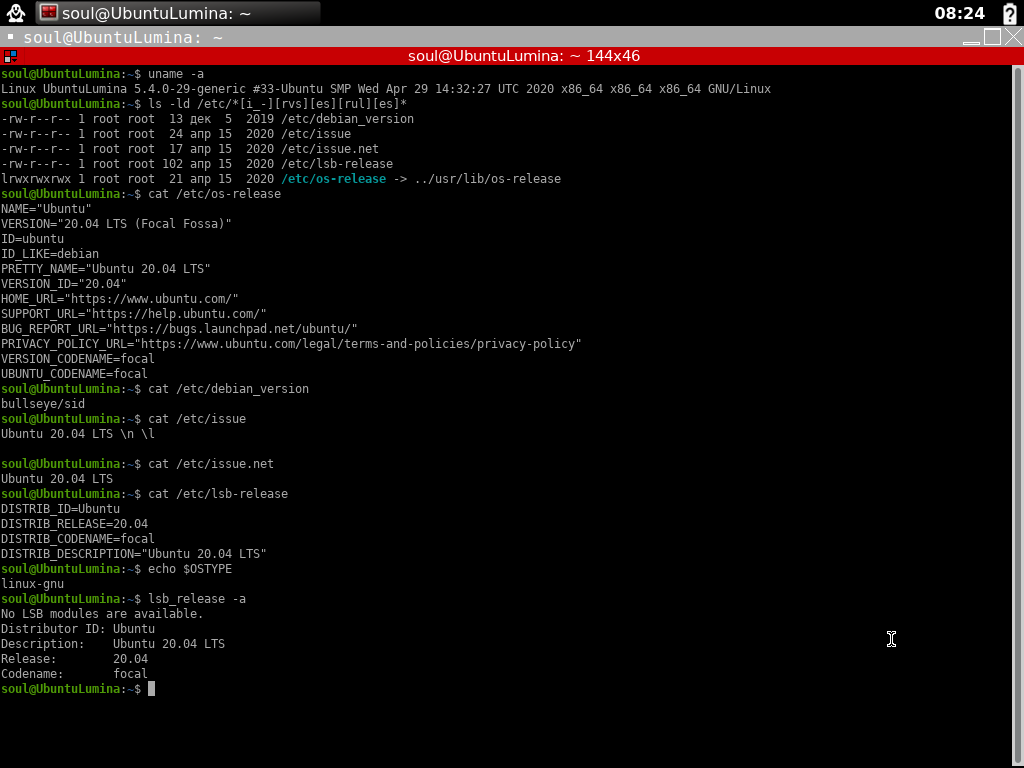 soul@UbuntuLumina: ~
08:24
soul@UbuntuLumina: ~
soul@UbuntuLumina: ~ 144x46
soul@UbuntuLumina:~$ uname -a
Linux UbuntuLumina 5.4.0-29-generic #33-Ubuntu SMP Wed Apr 29 14:32:27 UTC 2020 x86_64 x86_64 x86_64 GNU/Linux
soul@UbuntuLumina:~$ ls -ld /etc/*[i_-][rvs][es][rul][es]*
-rw-r--r-- 1 root root  13 дек  5  2019 /etc/debian_version
-rw-r--r-- 1 root root  24 апр 15  2020 /etc/issue
-rw-r--r-- 1 root root  17 апр 15  2020 /etc/issue.net
-rw-r--r-- 1 root root 102 апр 15  2020 /etc/lsb-release
lrwxrwxrwx 1 root root  21 апр 15  2020 /etc/os-release -> ../usr/lib/os-release
soul@UbuntuLumina:~$ cat /etc/os-release
NAME="Ubuntu"
VERSION="20.04 LTS (Focal Fossa)"
ID=ubuntu
ID_LIKE=debian
PRETTY_NAME="Ubuntu 20.04 LTS"
VERSION_ID="20.04"
HOME_URL="https://www.ubuntu.com/"
SUPPORT_URL="https://help.ubuntu.com/"
BUG_REPORT_URL="https://bugs.launchpad.net/ubuntu/"
PRIVACY_POLICY_URL="https://www.ubuntu.com/legal/terms-and-policies/privacy-policy"
VERSION_CODENAME=focal
UBUNTU_CODENAME=focal
soul@UbuntuLumina:~$ cat /etc/debian_version
bullseye/sid
soul@UbuntuLumina:~$ cat /etc/issue
Ubuntu 20.04 LTS \n \l
soul@UbuntuLumina:~$ cat /etc/issue.net
Ubuntu 20.04 LTS
soul@UbuntuLumina:~$ cat /etc/lsb-release
DISTRIB_ID=Ubuntu
DISTRIB_RELEASE=20.04
DISTRIB_CODENAME=focal
DISTRIB_DESCRIPTION="Ubuntu 20.04 LTS"
soul@UbuntuLumina:~$ echo $OSTYPE
linux-gnu
soul@UbuntuLumina:~$ lsb_release -a
No LSB modules are available.
Distributor ID: Ubuntu
Description:    Ubuntu 20.04 LTS
Release:        20.04
Codename:       focal
soul@UbuntuLumina:~$